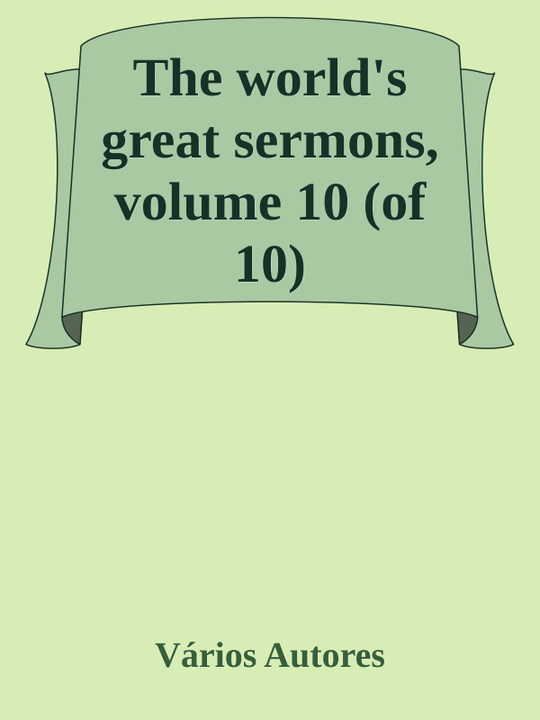 The world's
great sermons,
volume 10 (of
10)
Vários Autores